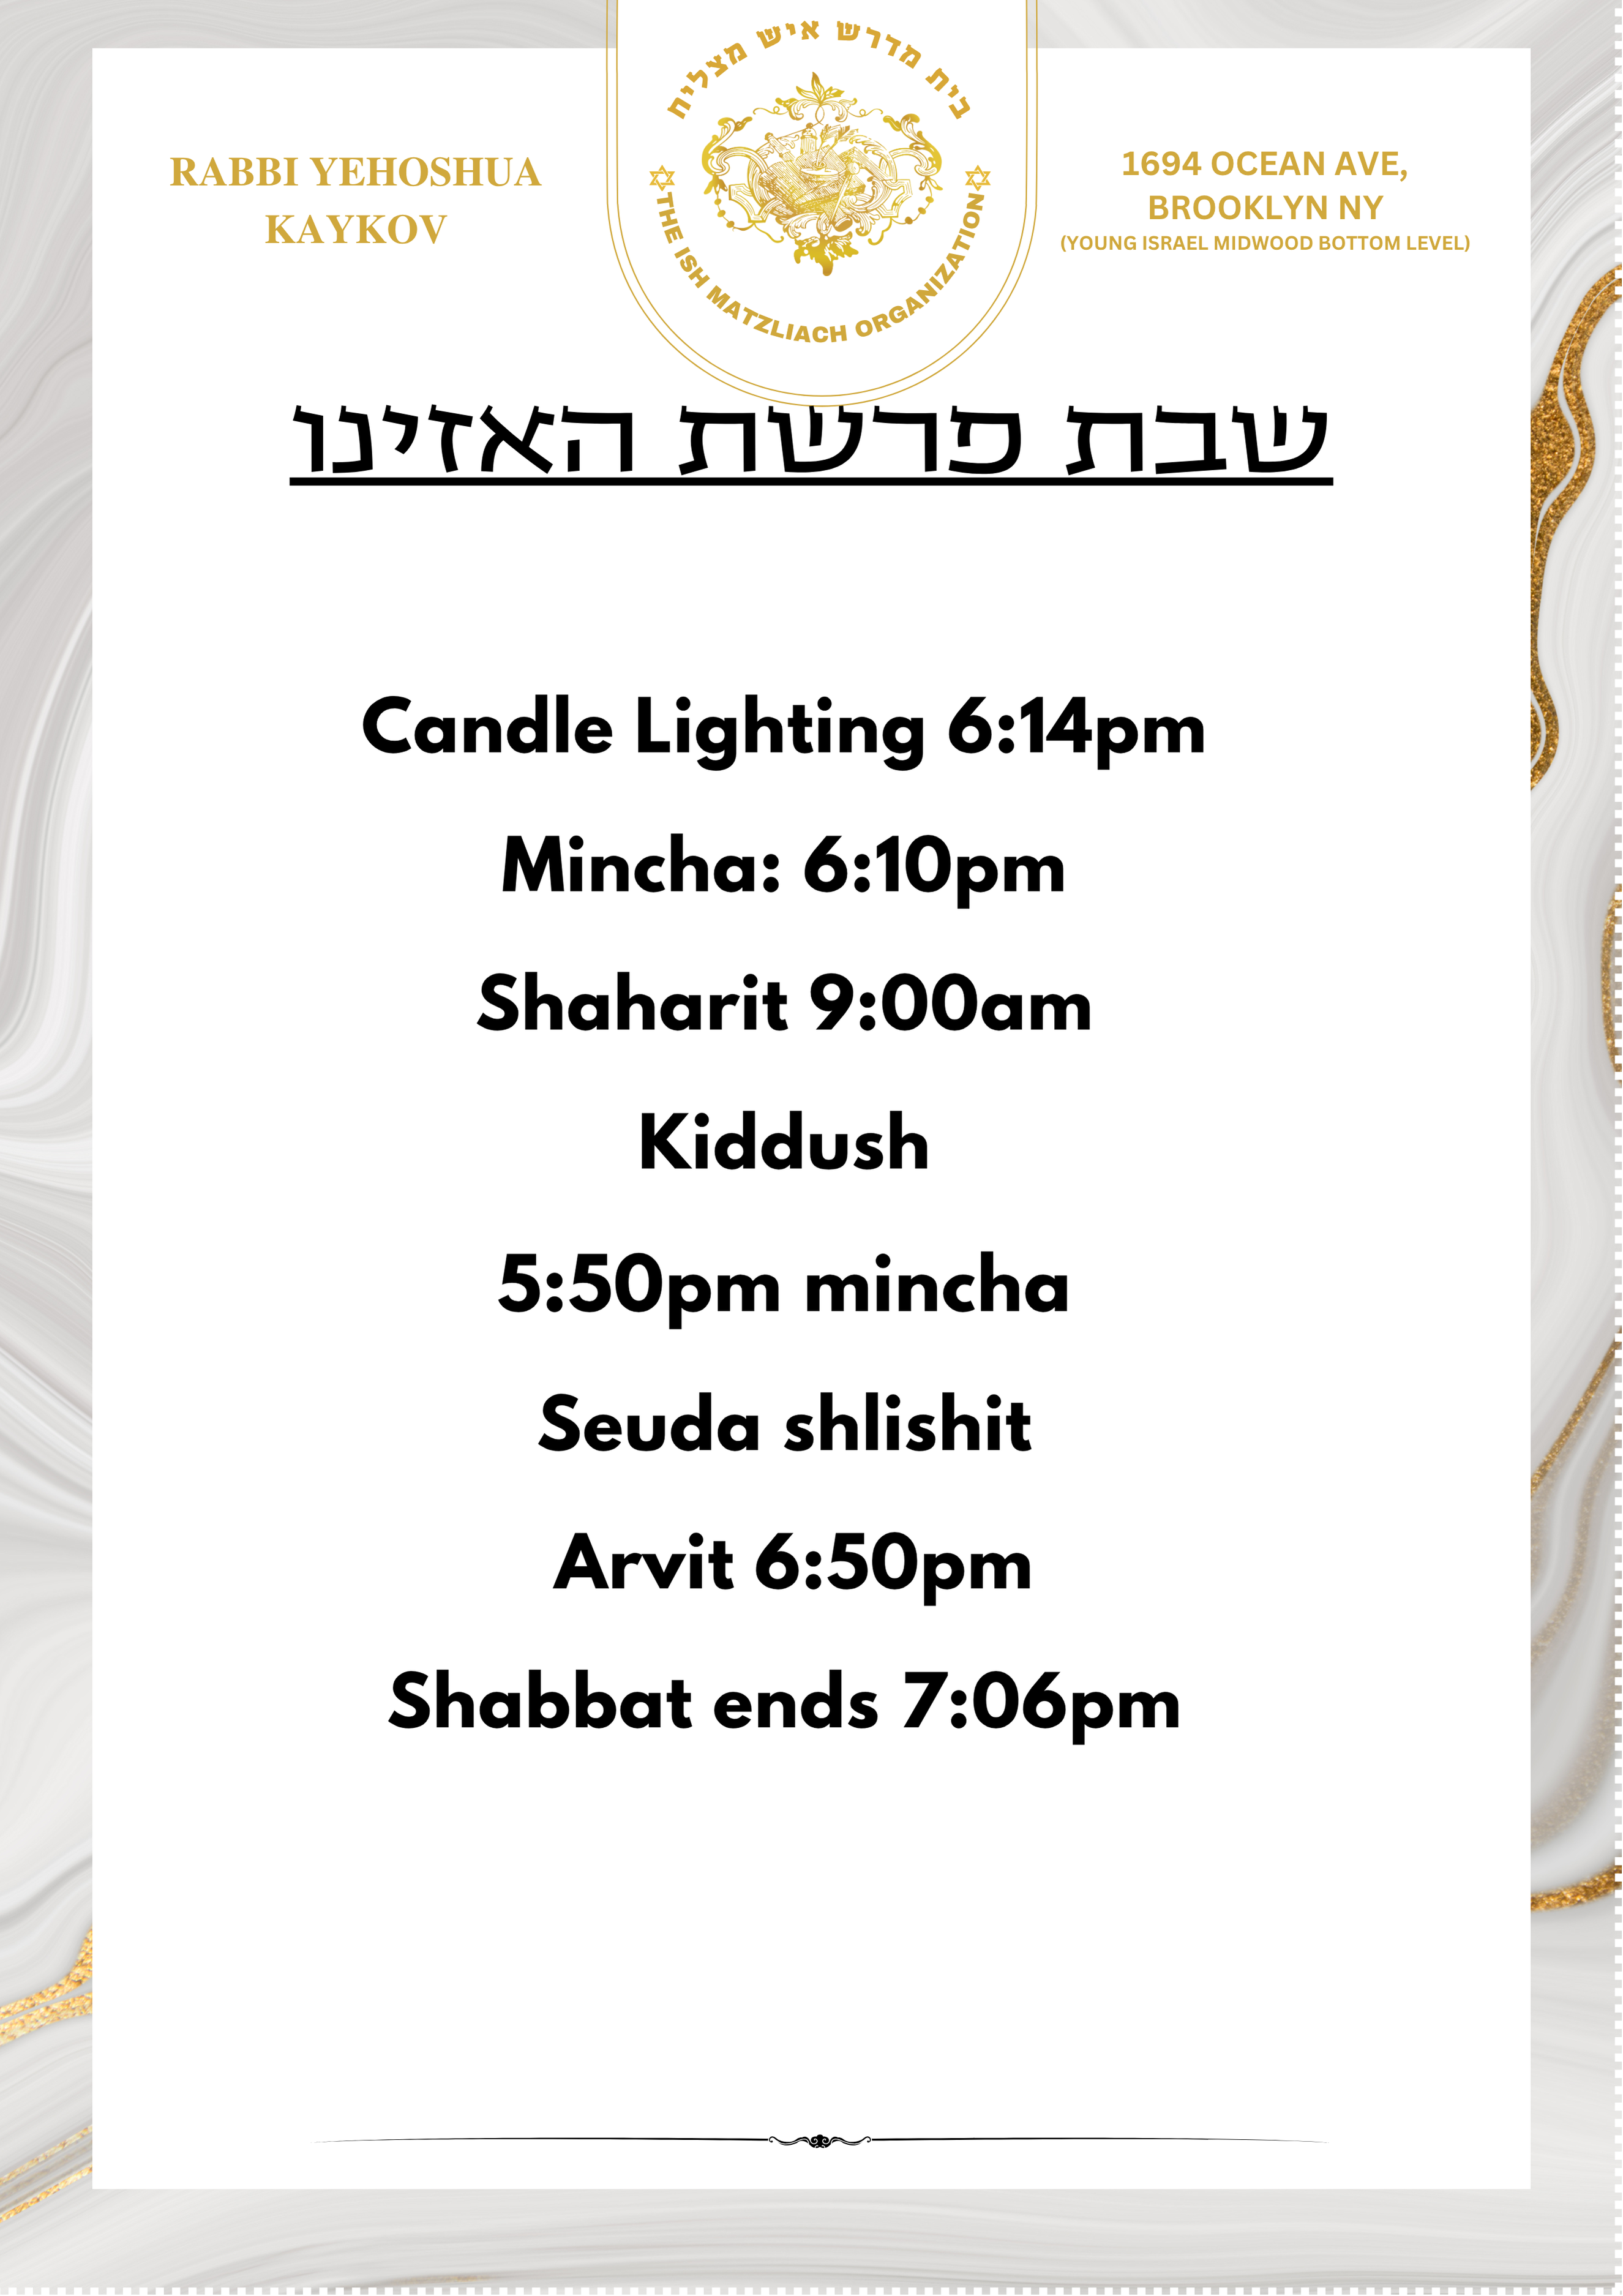 בית מדרש איש מצליח
THE ISH MATZLIACH ORGANIZATION
RABBI YEHOSHUA
KAYKOV
1694 OCEAN AVE,
BROOKLYN NY
(YOUNG ISRAEL MIDWOOD BOTTOM LEVEL)
שבת פרשת האזינו
Candle Lighting 6:14pm
Mincha: 6:10pm
Shaharit 9:00am
Kiddush
5:50pm mincha
Seuda shlishit
Arvit 6:50pm
Shabbat ends 7:06pm